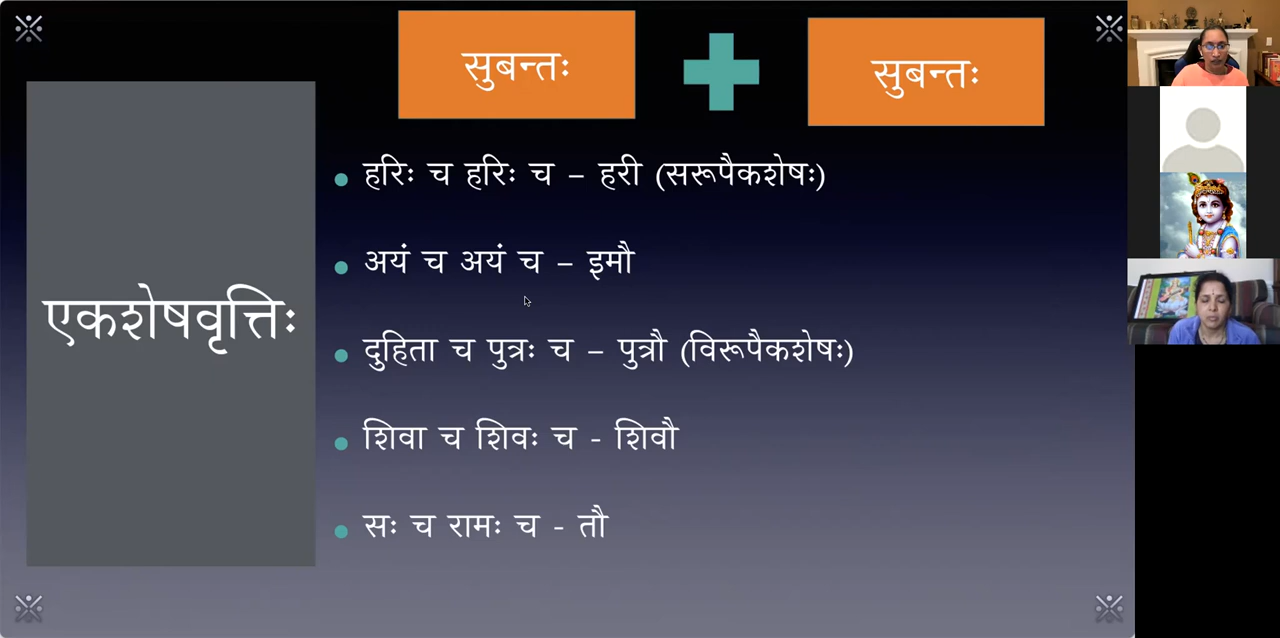 सुबन्तः
सुबन्तः
एकशेषवृत्तिः
हरिः च हरिः च – हरी (सरूपैकशेषः)
अयं च अयं च – इमौ
दुहिता च पुत्रः च – पुत्रौ (विरूपैकशेषः)
शिवा च शिवः च - शिवौ
सः च रामः च - तौ